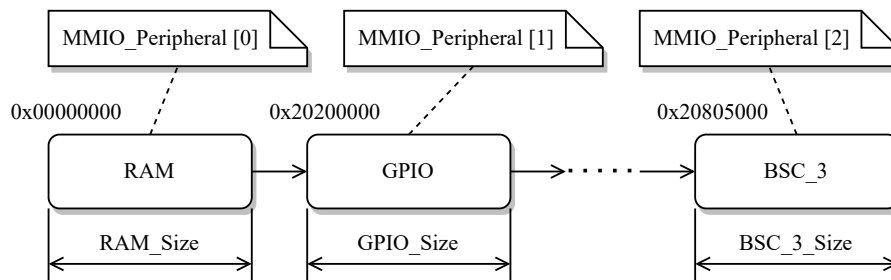 MMIO_Peripheral [0]
MMIO_Peripheral [1]
MMIO_Peripheral [2]
0x00000000
0x20200000
0x20805000
RAM
GPIO
BSC_3
RAM_Size
GPIO_Size
BSC_3_Size